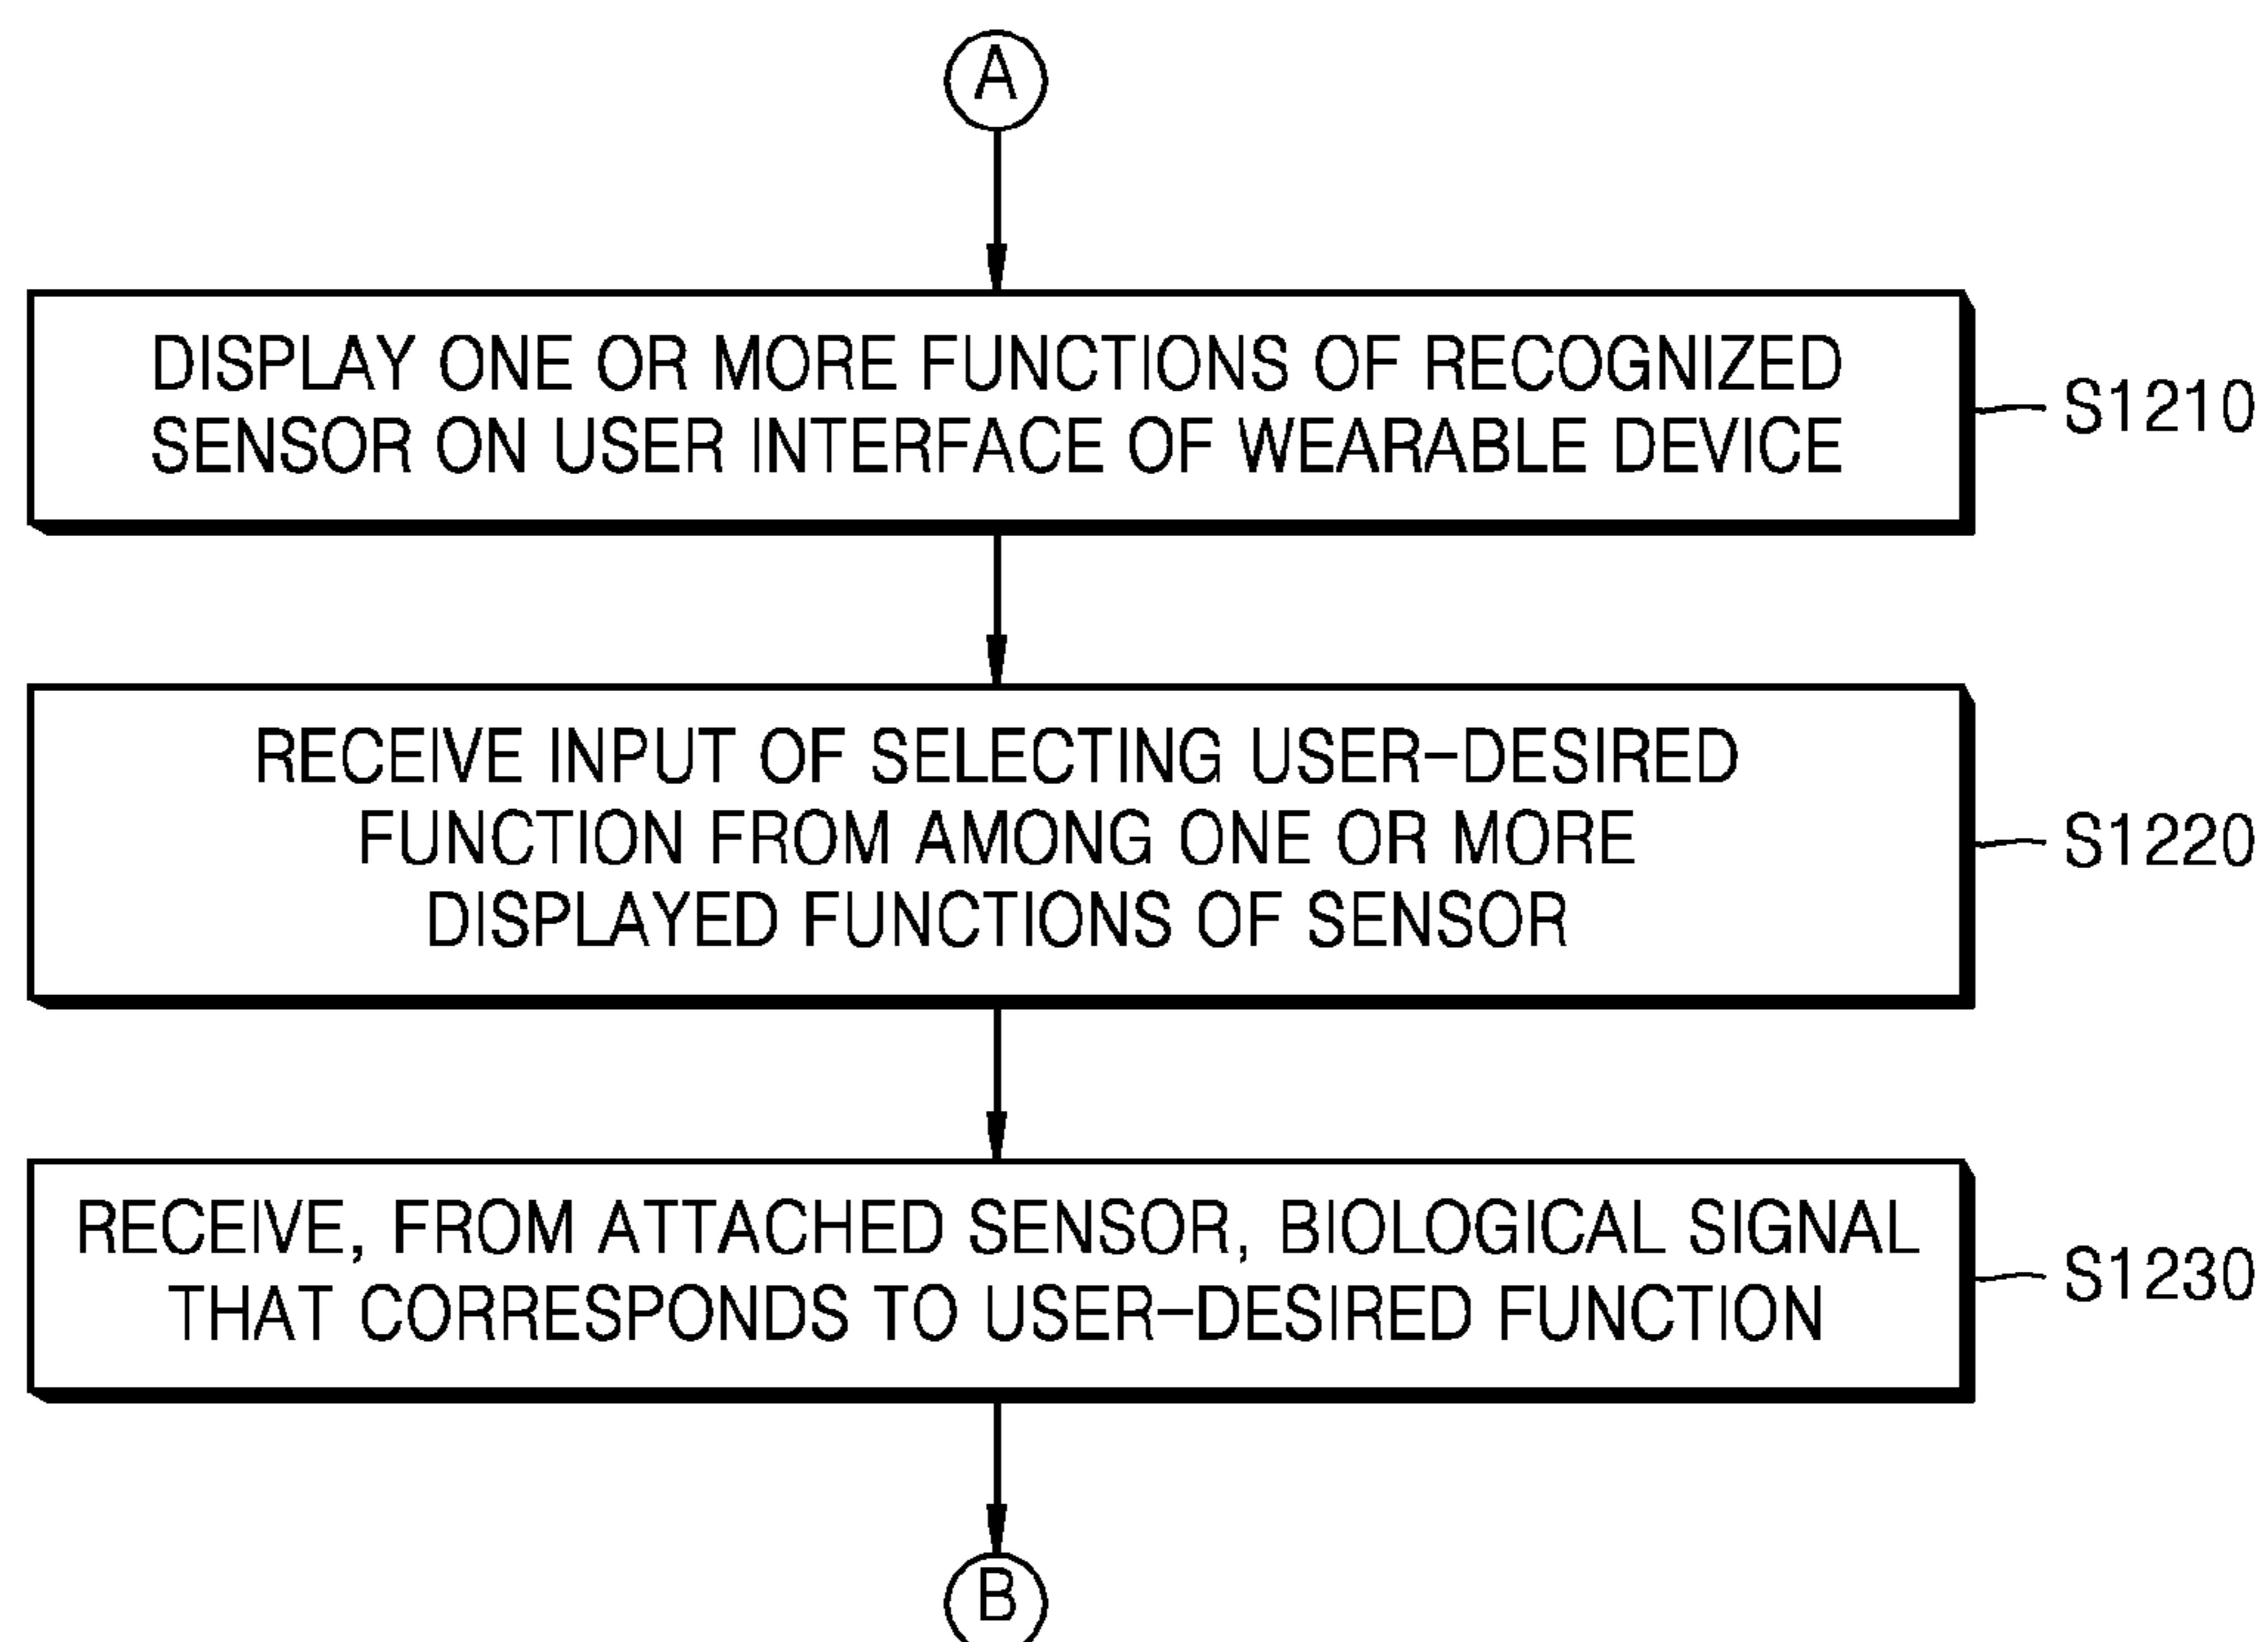 A
DISPLAY ONE OR MORE FUNCTIONS OF RECOGNIZED
SENSOR ON USER INTERFACE OF WEARABLE DEVICE
S1210
RECEIVE INPUT OF SELECTING USER-DESIRED
FUNCTION FROM AMONG ONE OR MORE
DISPLAYED FUNCTIONS OF SENSOR
S1220
RECEIVE, FROM ATTACHED SENSOR, BIOLOGICAL SIGNAL
THAT CORRESPONDS TO USER-DESIRED FUNCTION
S1230
B